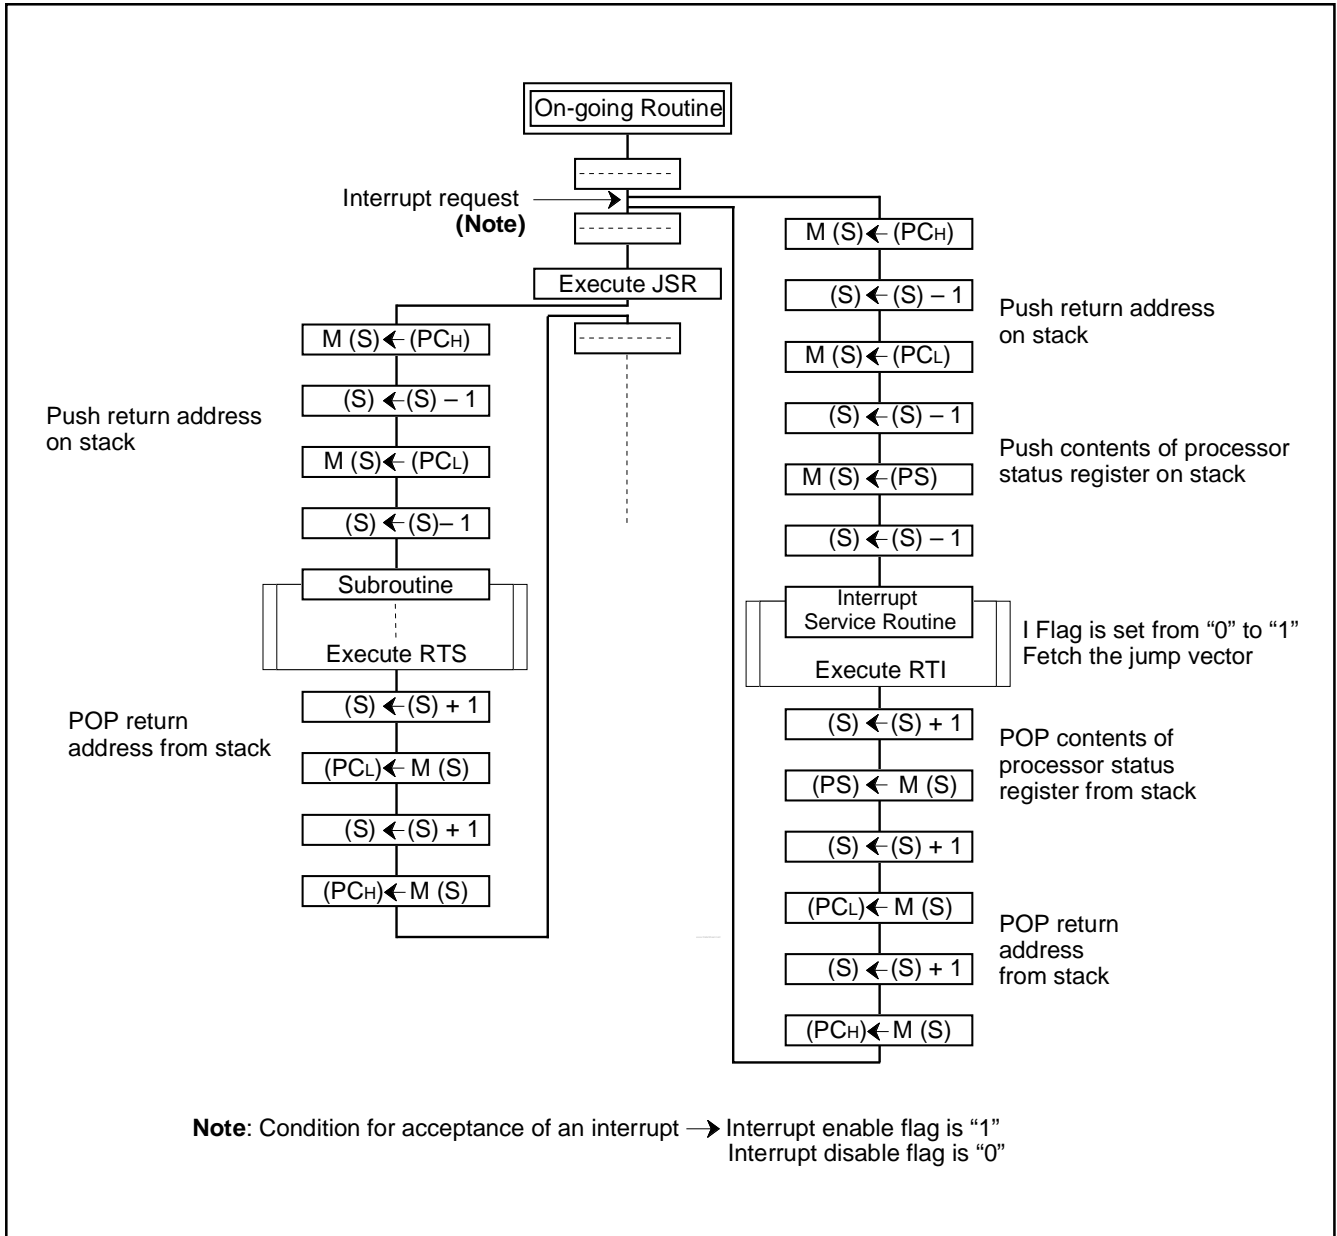 On-going Routine
Interrupt request
(Note)
Execute JSR
M (S) ← (PCH)
(S) ← (S) – 1
M (S) ← (PCL)
(S) ← (S)– 1
Push return address
on stack
Subroutine
Execute RTS
(S) ← (S) + 1
(PCL) ← M (S)
(S) ← (S) + 1
(PCH) ← M (S)
POP return
address from stack
M (S) ← (PCH)
(S) ← (S) – 1
M (S) ← (PCL)
(S) ← (S) – 1
M (S) ← (PS)
(S) ← (S) – 1
Push return address
on stack
Push contents of processor
status register on stack
Interrupt
Service Routine
Execute RTI
I Flag is set from “0” to “1”
Fetch the jump vector
(S) ← (S) + 1
(PS) ← M (S)
(S) ← (S) + 1
(PCL) ← M (S)
(S) ← (S) + 1
(PCH) ← M (S)
POP contents of
processor status
register from stack
POP return
address
from stack
Note: Condition for acceptance of an interrupt → Interrupt enable flag is “1”
Interrupt disable flag is “0”